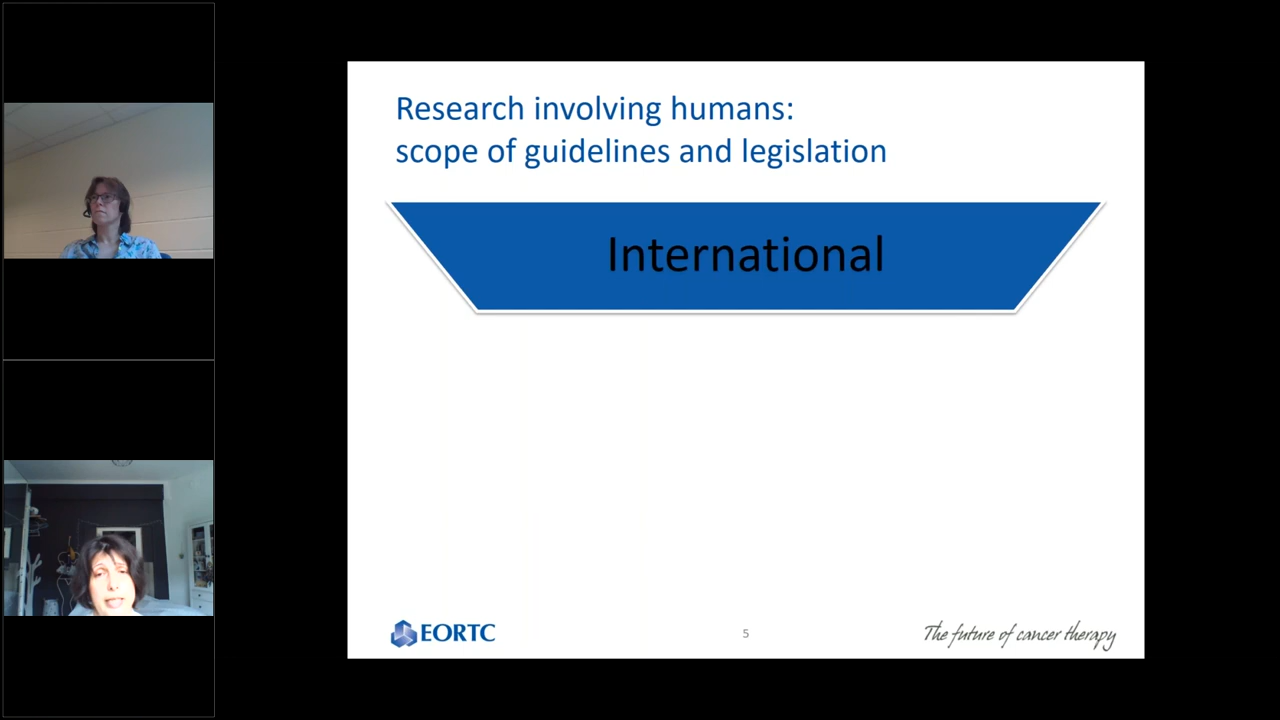 Research involving humans:
scope of guidelines and legislation
International
EORTC
5
The future of cancer therapy